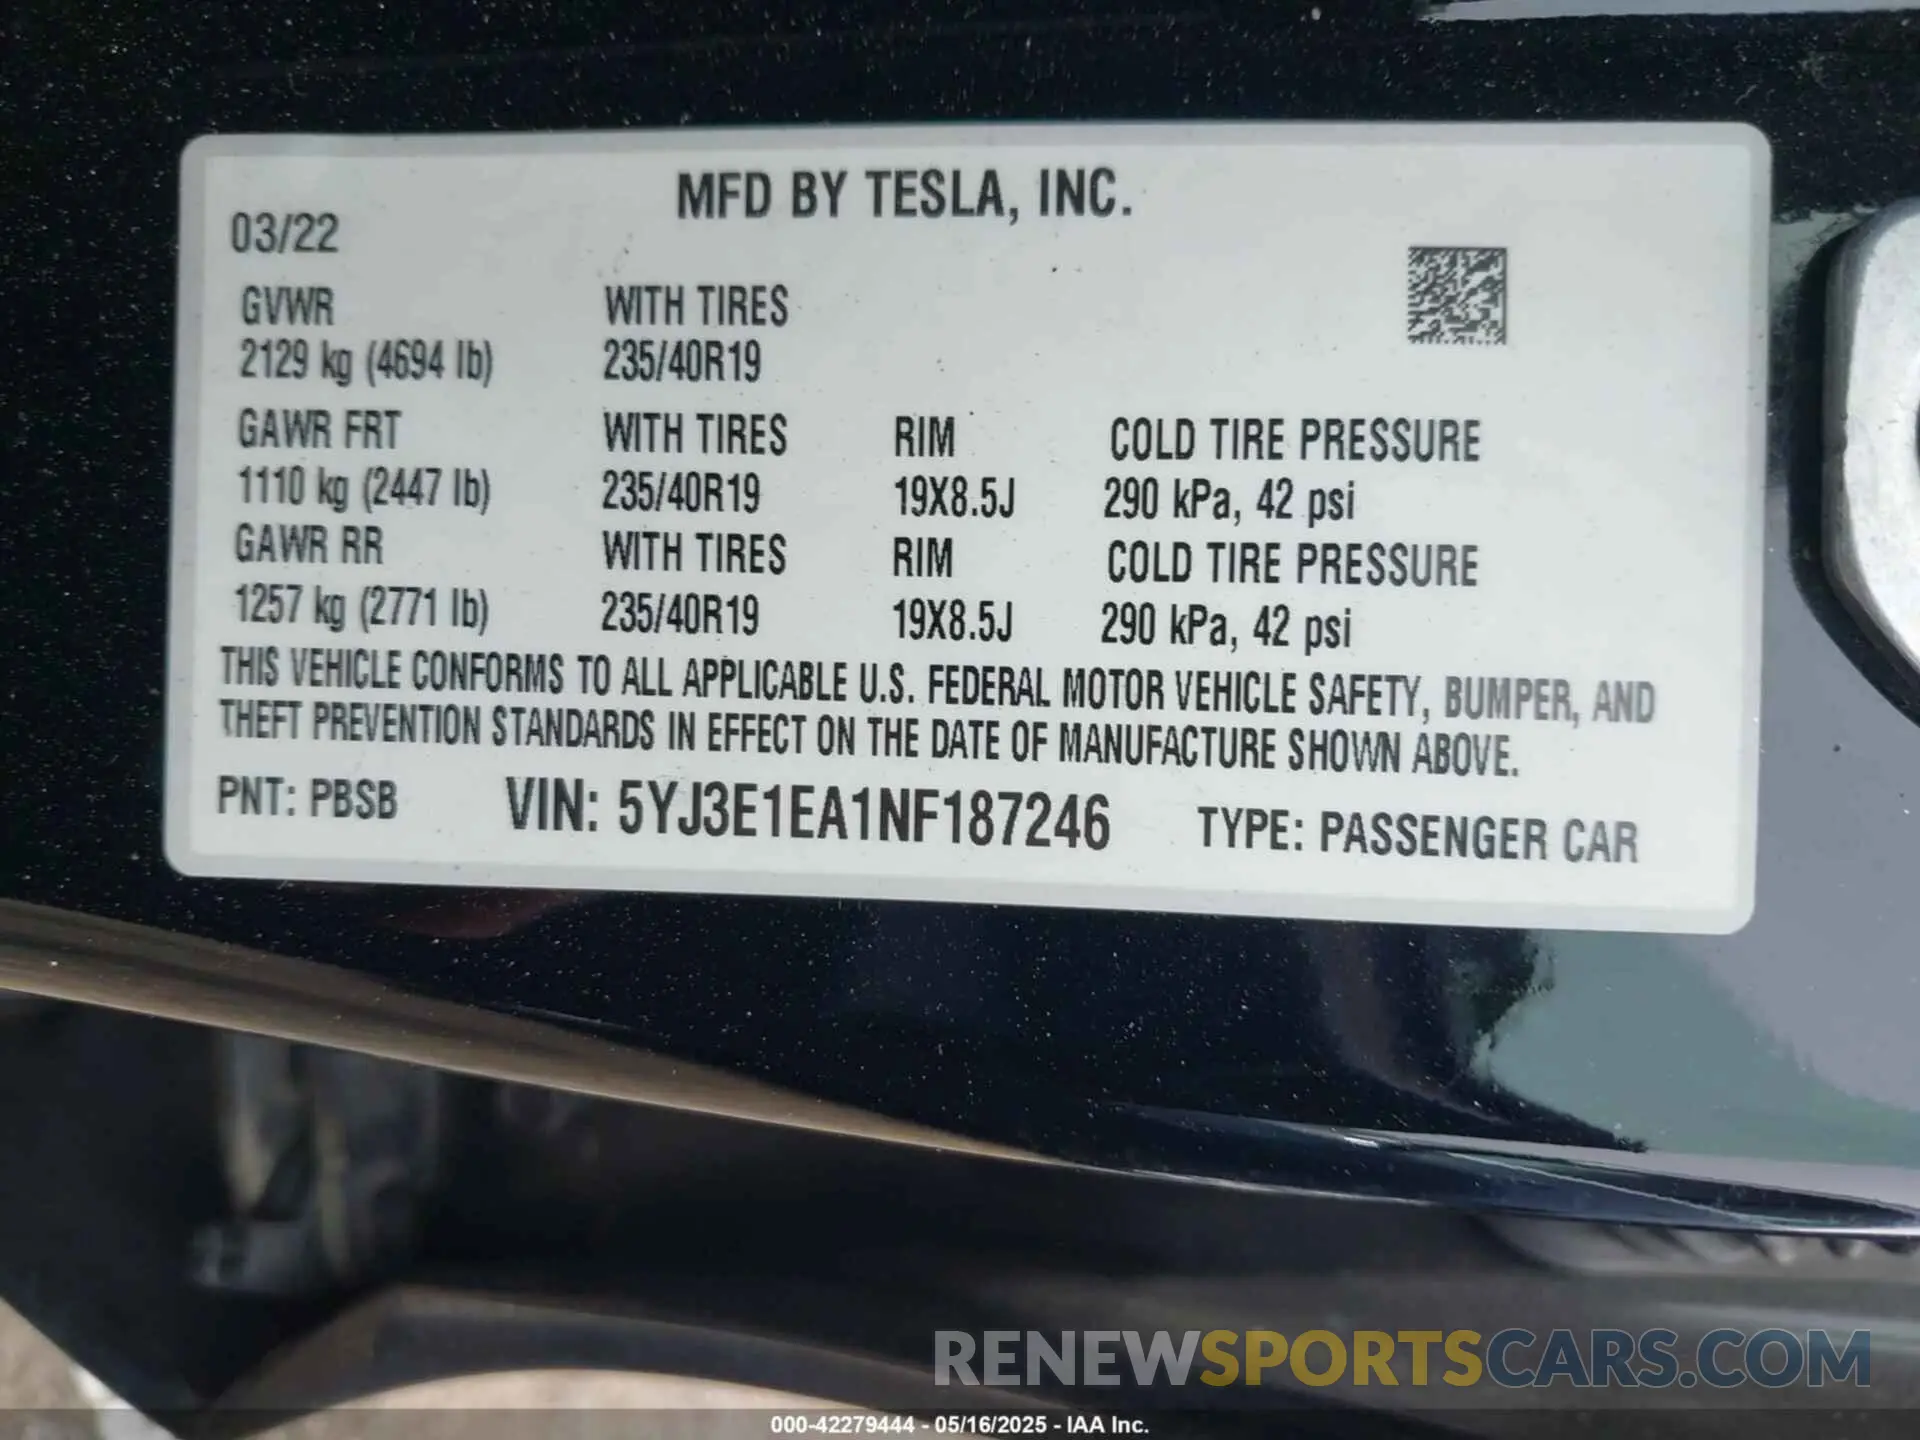 MFD BY TESLA, INC.
03/22
GVWR WITH TIRES
2129 kg (4694 lb) 235/40R19
GAWR FRT WITH TIRES RIM COLD TIRE PRESSURE
1110 kg (2447 lb) 235/40R19 19X8.5J 290 kPa, 42 psi
GAWR RR WITH TIRES RIM COLD TIRE PRESSURE
1257 kg (2771 lb) 235/40R19 19X8.5J 290 kPa, 42 psi
THIS VEHICLE CONFORMS TO ALL APPLICABLE U.S. FEDERAL MOTOR VEHICLE SAFETY, BUMPER, AND
THEFT PREVENTION STANDARDS IN EFFECT ON THE DATE OF MANUFACTURE SHOWN ABOVE.
PNT: PBSB VIN: 5YJ3E1EA1NF187246 TYPE: PASSENGER CAR
RENEWSPORTSCARS.COM
000-42279444 - 05/16/2025 - IAA Inc.